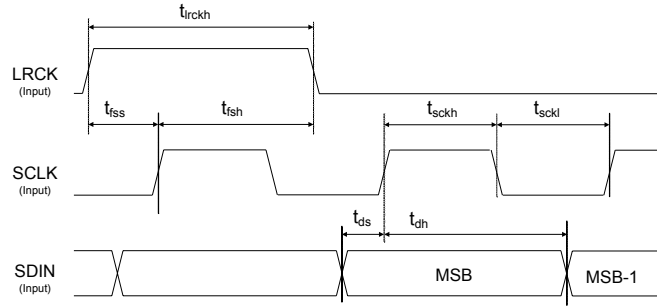 tlrckh
LRCK
(Input)
tfss
tfsh
tsckh
tsckl
SCLK
(Input)
tds
tdh
SDIN
(Input)
MSB
MSB-1